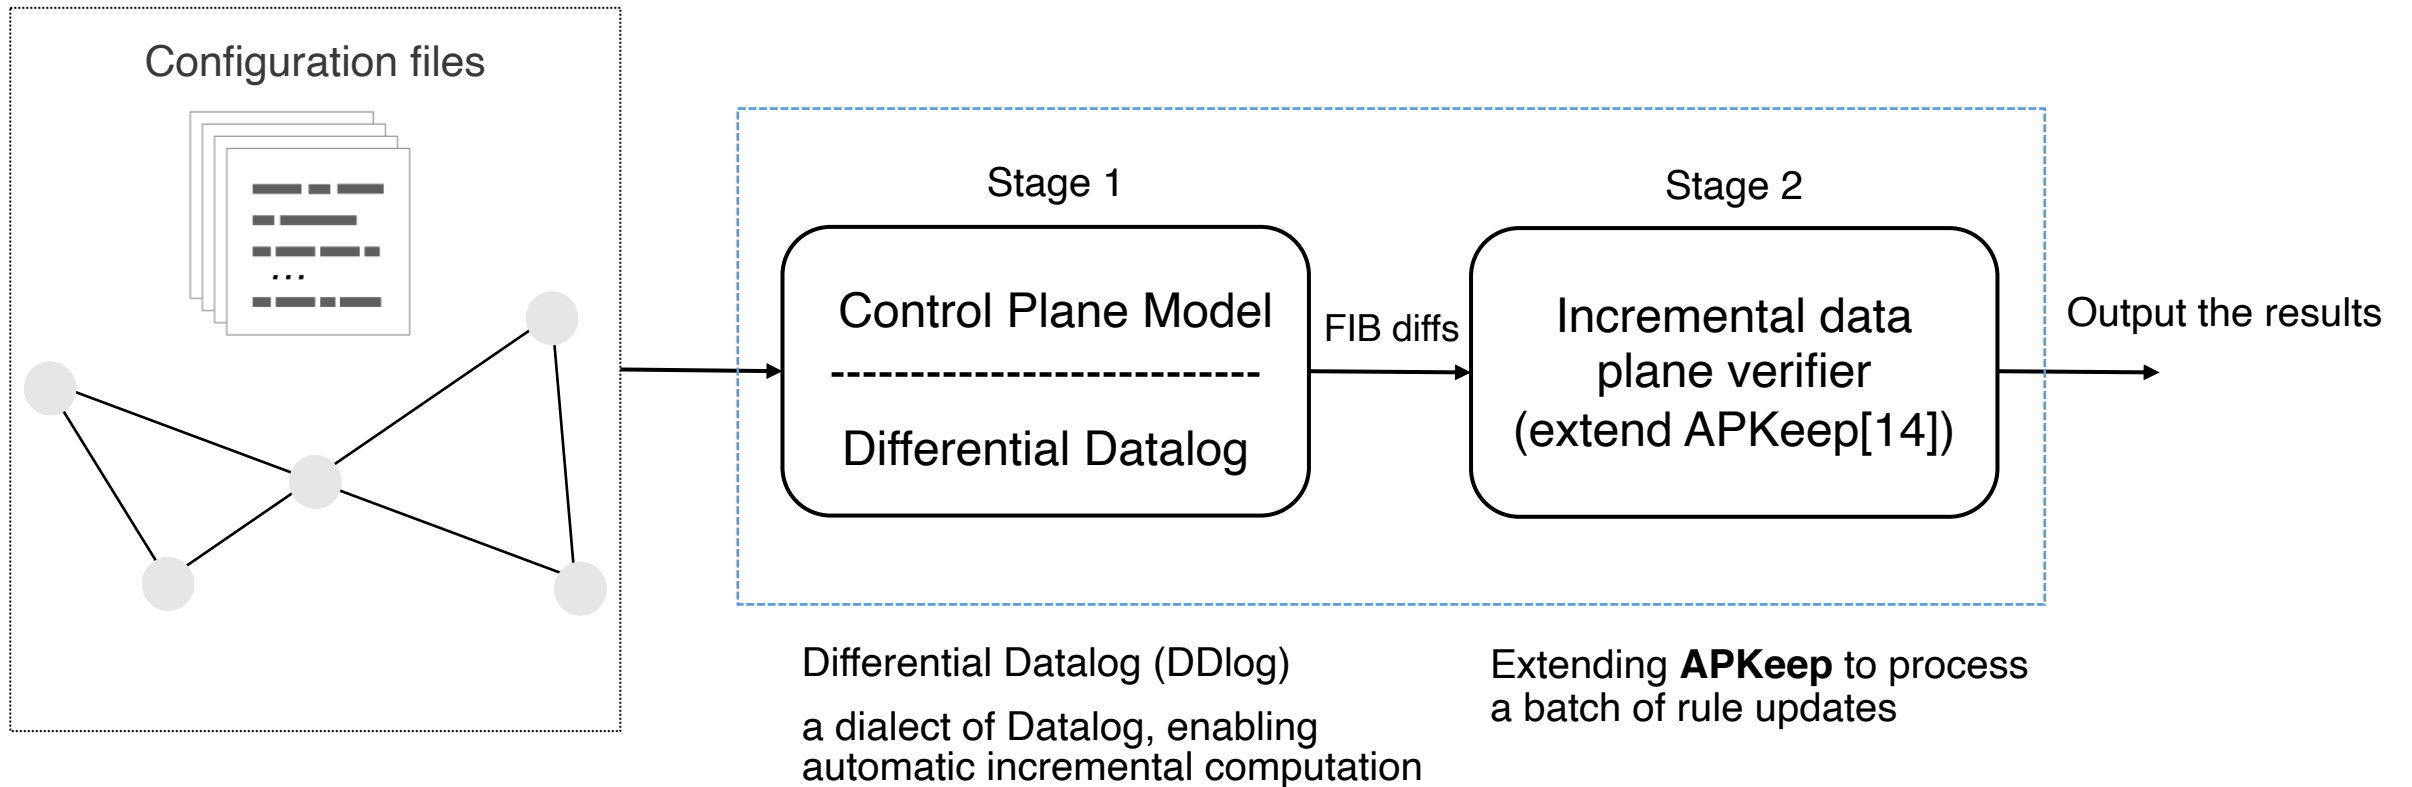 Configuration files
...
Stage 1
Control Plane Model
Differential Datalog
FIB diffs
Stage 2
Incremental data
plane verifier
(extend APKeep[14])
Output the results
Differential Datalog (DDlog)
a dialect of Datalog, enabling
automatic incremental computation
Extending APKeep to process
a batch of rule updates